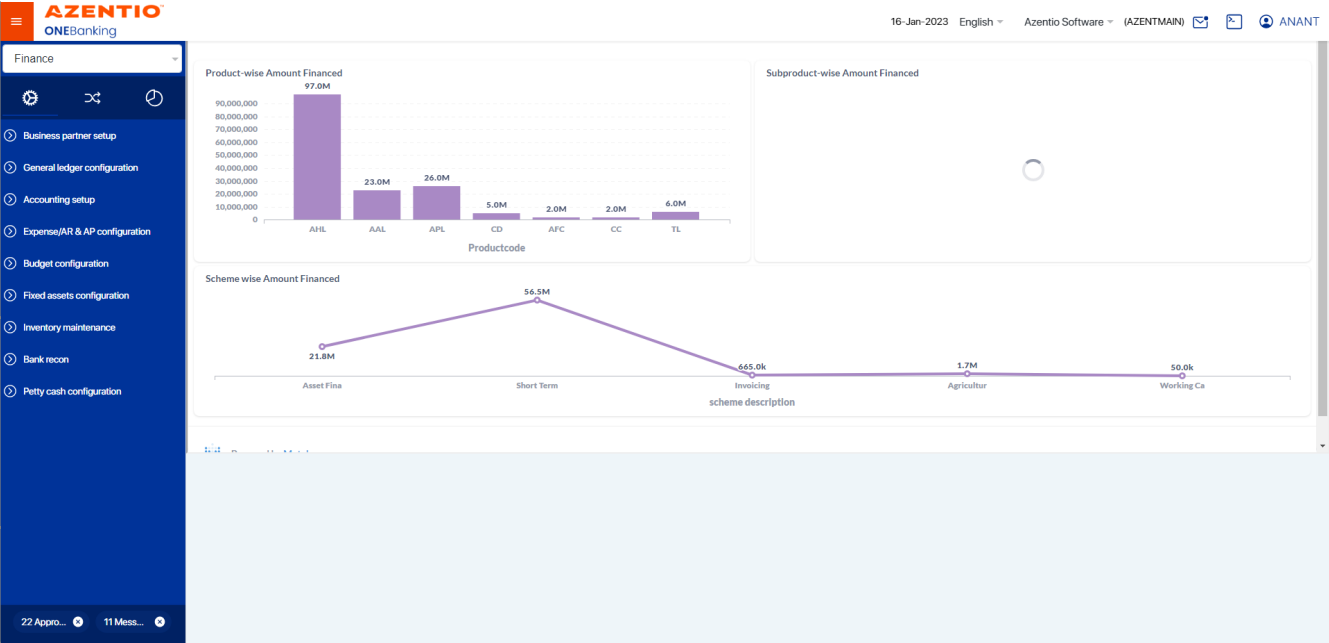 AZENTIO
ONEBanking
16-Jan-2023 English Azentio Software (AZENTMAIN) ANANT
Finance
Business partner setup
General ledger configuration
Accounting setup
Expense/AR & AP configuration
Budget configuration
Fixed assets configuration
Inventory maintenance
Bank recon
Petty cash configuration
22 Appro...
11 Mess...
Product-wise Amount Financed
97.0M
90,000,000
80,000,000
70,000,000
60,000,000
50,000,000
40,000,000
30,000,000
20,000,000
10,000,000
0
23.0M
26.0M
5.0M
2.0M
2.0M
6.0M
AHL AAL APL CD AFC CC TL
Productcode
Subproduct-wise Amount Financed
Scheme wise Amount Financed
56.5M
21.8M
665.0k
1.7M
50.0k
Asset Fina Short Term Invoicing Agricultur Working Ca
scheme description